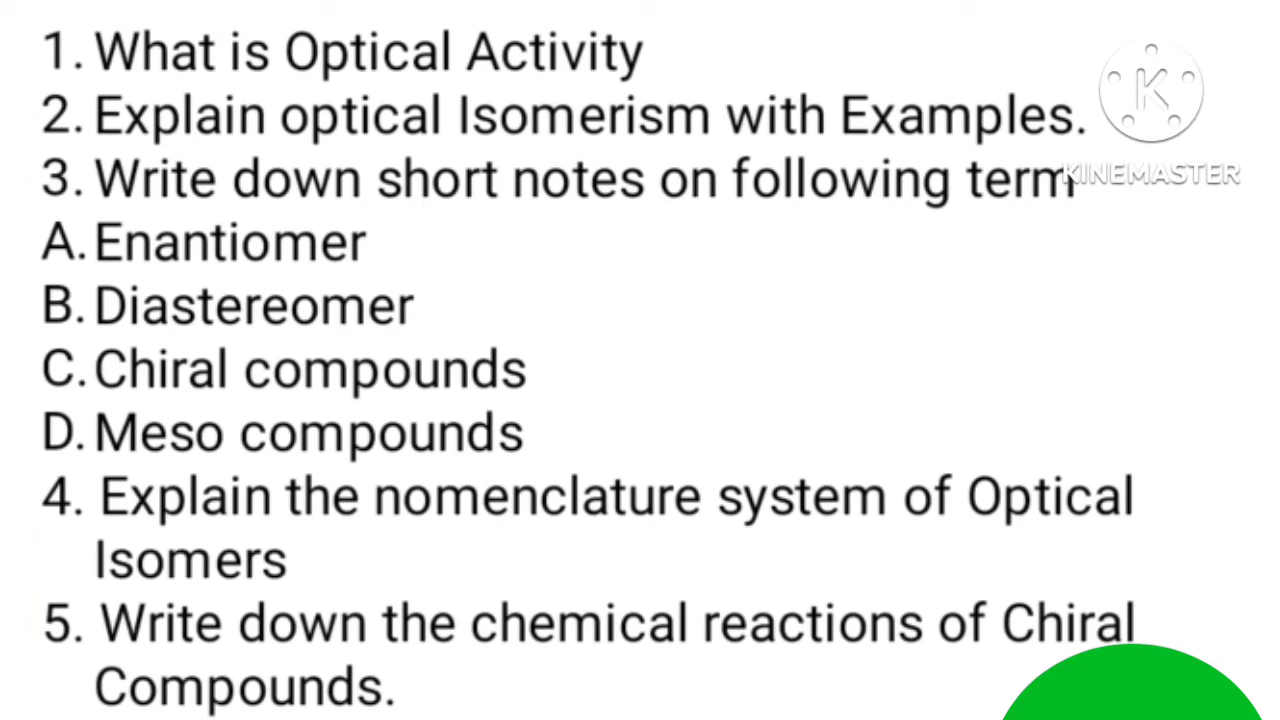 1. What is Optical Activity
2. Explain optical Isomerism with Examples.
3. Write down short notes on following term
A. Enantiomer
B. Diastereomer
C. Chiral compounds
D. Meso compounds
4. Explain the nomenclature system of Optical
Isomers
5. Write down the chemical reactions of Chiral
Compounds.
K
KINEMASTER